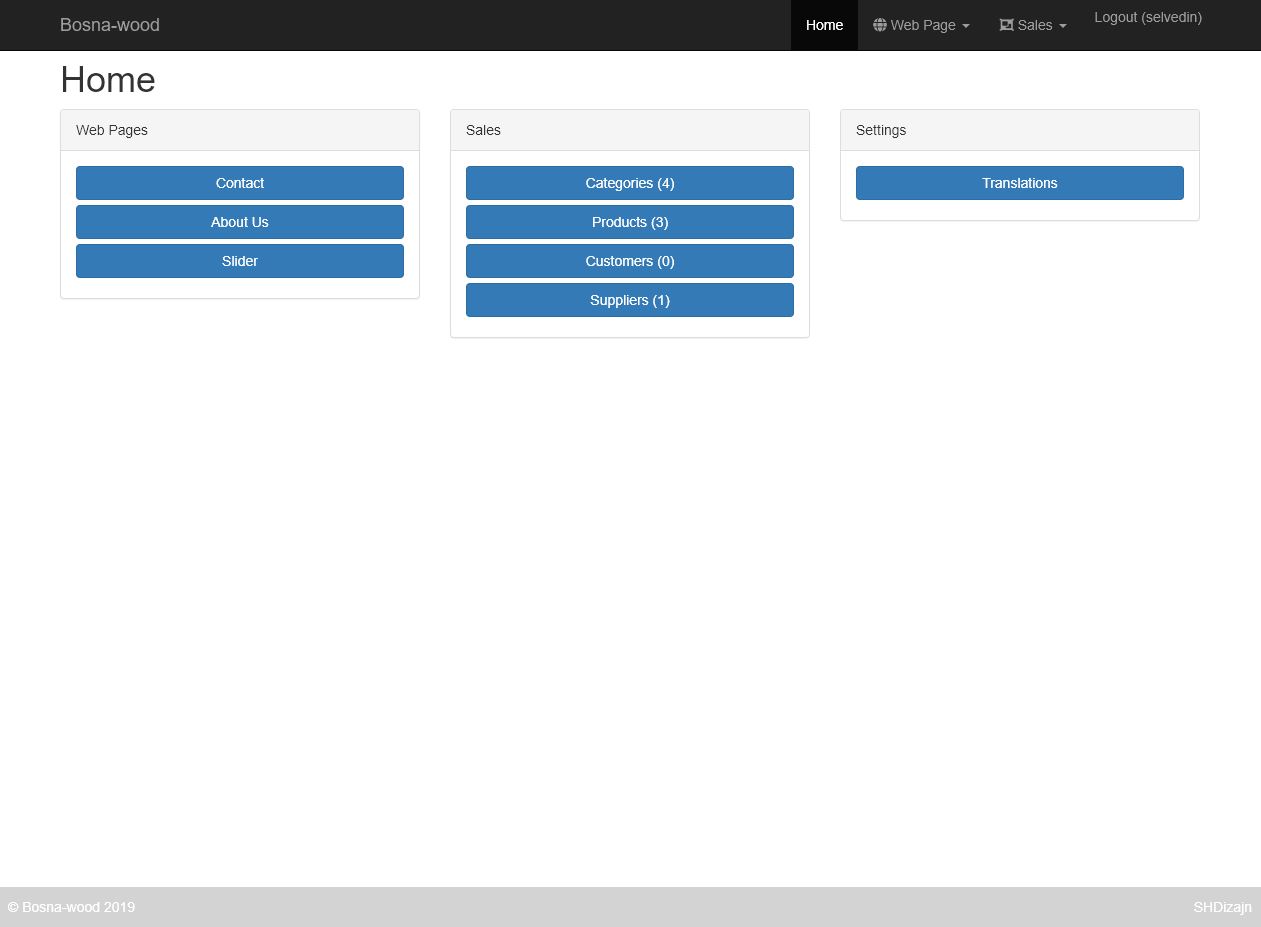 Bosna-wood
Home
Web Page
Sales
Logout (selvedin)
Home
Web Pages
Contact
About Us
Slider
Sales
Categories (4)
Products (3)
Customers (0)
Suppliers (1)
Settings
Translations
© Bosna-wood 2019
SHDizajn